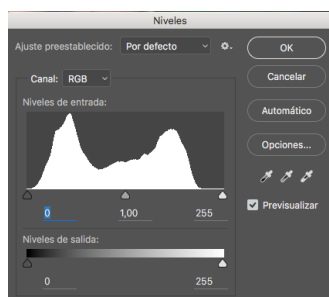 Niveles
Ajuste preestablecido: Por defecto
OK
Canal: RGB
Cancelar
Niveles de entrada:
Automático
Opciones...
0 1,00 255
Previsualizar
Niveles de salida:
0 255